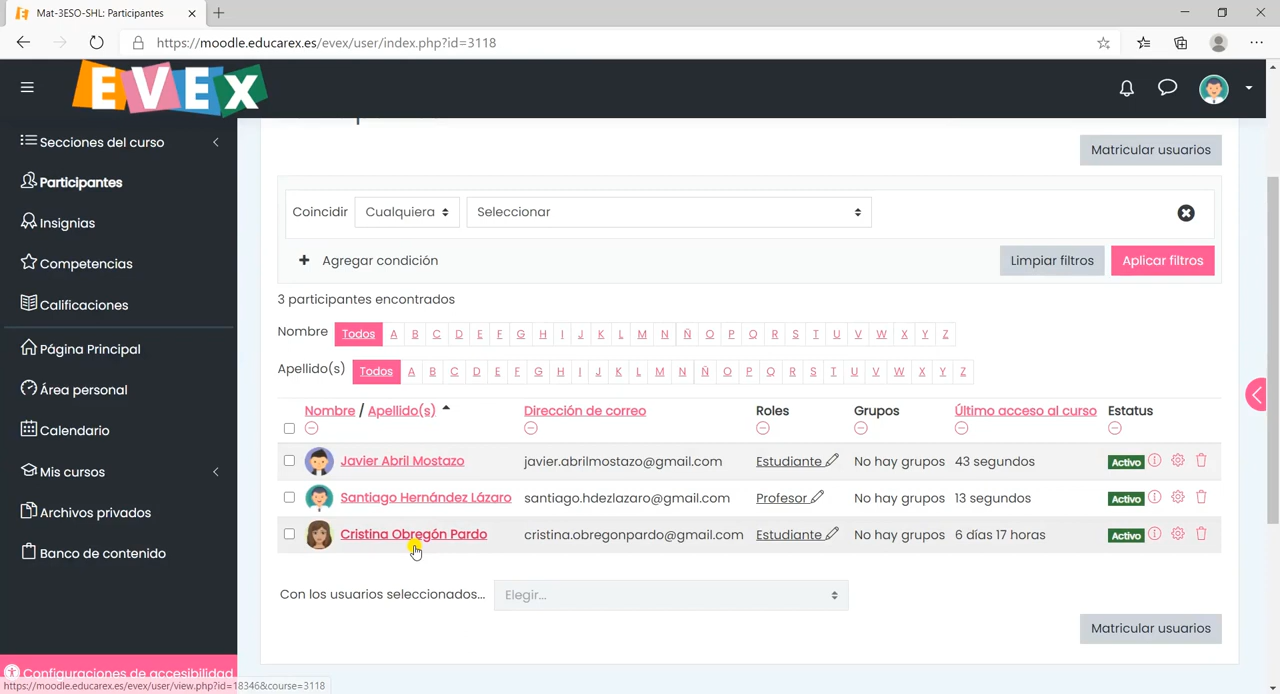 Mat-3ESO-SHL: Participantes
https://moodle.educarex.es/evex/user/index.php?id=3118
EVEX
Secciones del curso
Participantes
Insignias
Competencias
Calificaciones
Página Principal
Área personal
Calendario
Mis cursos
Archivos privados
Banco de contenido
Configuraciones de accesibilidad
https://moodle.educarex.es/evex/user/view.php?id=18346&course=3118
Matricular usuarios
Coincidir Cualquiera Seleccionar
Agregar condición Limpiar filtros Aplicar filtros
3 participantes encontrados
Nombre Todos A B C D E F G H I J K L M N Ñ O P Q R S T U V W X Y Z
Apellido(s) Todos A B C D E F G H I J K L M N Ñ O P Q R S T U V W X Y Z
Nombre / Apellido(s) Dirección de correo Roles Grupos Último acceso al curso Estatus
Javier Abril Mostazo javier.abrilmostazo@gmail.com Estudiante No hay grupos 43 segundos Activo
Santiago Hernández Lázaro santiago.hdezlazaro@gmail.com Profesor No hay grupos 13 segundos Activo
Cristina Obregón Pardo cristina.obregonpardo@gmail.com Estudiante No hay grupos 6 días 17 horas Activo
Con los usuarios seleccionados... Elegir...
Matricular usuarios